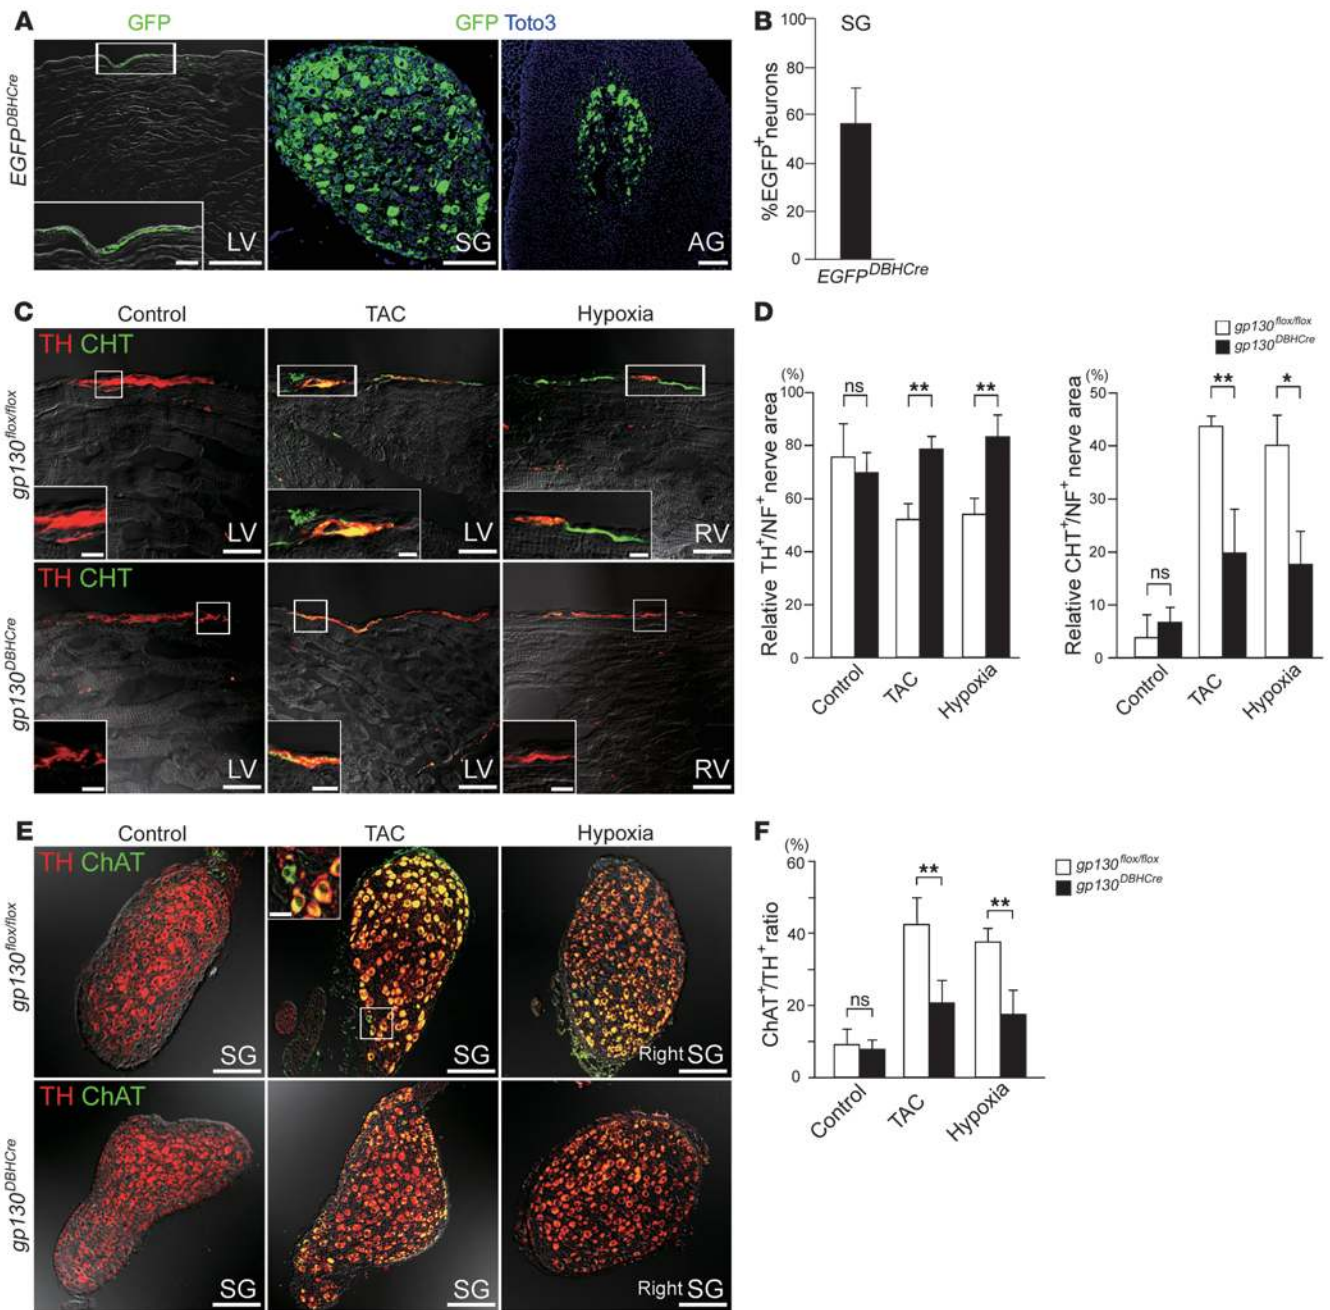 A
GFP
GFP Toto3
EGFP^DBHCre
LV
SG
AG
B
SG
%EGFP+neurons
100
80
60
40
20
0
EGFP^DBHCre
C
Control
TAC
Hypoxia
gp130^flox/flox
TH CHT
LV
LV
RV
gp130^DBHCre
TH CHT
LV
LV
RV
D
gp130^flox/flox
gp130^DBHCre
(%)
Relative TH+/NF+ nerve area
100
80
60
40
20
0
ns
**
**
Control
TAC
Hypoxia
(%)
Relative CHT+/NF+ nerve area
50
40
30
20
10
0
ns
**
*
Control
TAC
Hypoxia
E
Control
TAC
Hypoxia
gp130^flox/flox
TH ChAT
SG
SG
Right SG
gp130^DBHCre
TH ChAT
SG
SG
Right SG
F
(%)
ChAT+/TH+ ratio
60
40
20
0
ns
**
**
Control
TAC
Hypoxia
gp130^flox/flox
gp130^DBHCre